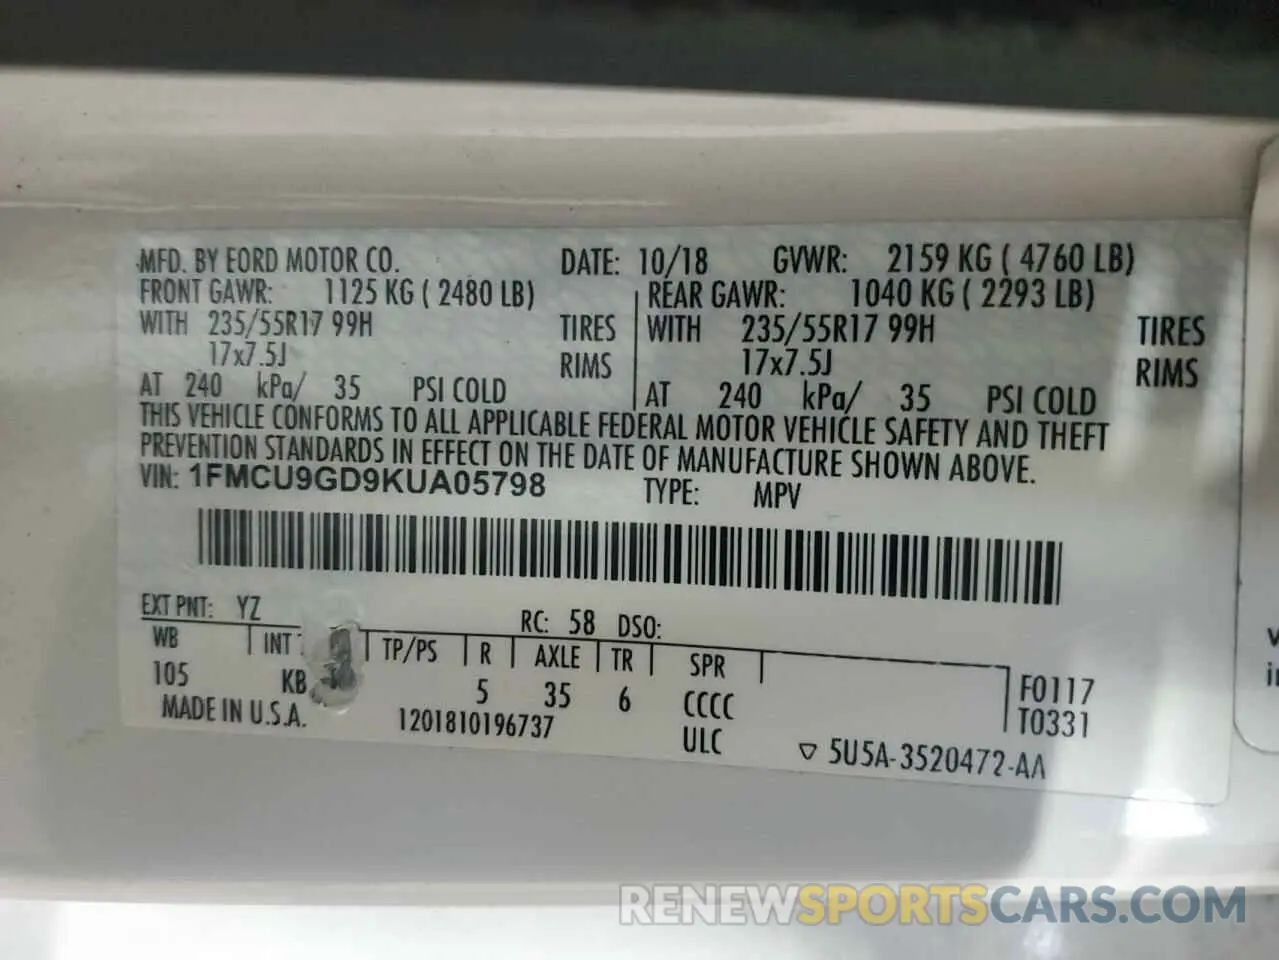 MFD. BY FORD MOTOR CO. DATE: 10/18 GVWR: 2159 KG ( 4760 LB)
FRONT GAWR: 1125 KG ( 2480 LB) REAR GAWR: 1040 KG ( 2293 LB)
WITH 235/55R17 99H TIRES WITH 235/55R17 99H TIRES
17x7.5J RIMS 17x7.5J RIMS
AT 240 kPa/ 35 PSI COLD AT 240 kPa/ 35 PSI COLD
THIS VEHICLE CONFORMS TO ALL APPLICABLE FEDERAL MOTOR VEHICLE SAFETY AND THEFT
PREVENTION STANDARDS IN EFFECT ON THE DATE OF MANUFACTURE SHOWN ABOVE.
VIN: 1FMCU9GD9KUA05798 TYPE: MPV
EXT PNT: YZ RC: 58 DSO:
WB INT TP/PS R AXLE TR SPR
105 KB 5 35 6 CCCC F0117
MADE IN U.S.A. 1201810196737 ULC T0331
▽ 5U5A-3520472-AA
RENEWSPORTSCARS.COM